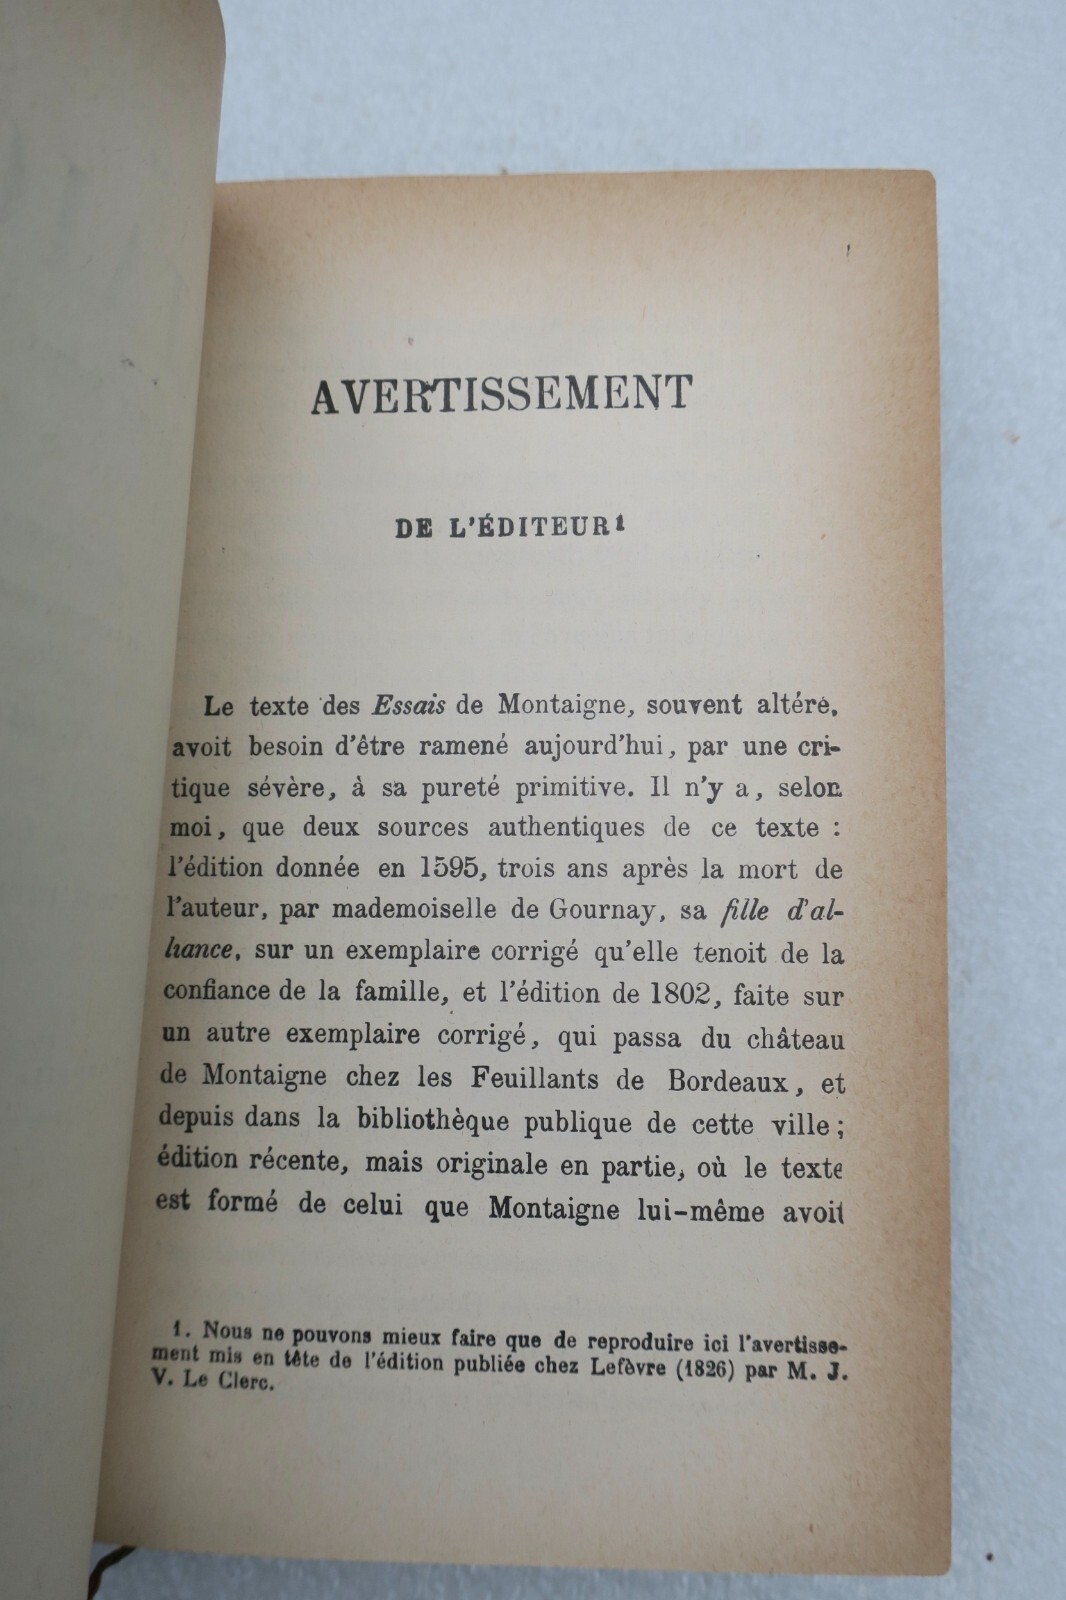 AVERTISSEMENT
DE L'ÉDITEUR¹
Le texte des Essais de Montaigne, souvent altéré,
avoit besoin d'être ramené aujourd'hui, par une cri-
tique sévère, à sa pureté primitive. Il n'y a, selon
moi, que deux sources authentiques de ce texte :
l'édition donnée en 1595, trois ans après la mort de
l'auteur, par mademoiselle de Gournay, sa fille d'al-
liance, sur un exemplaire corrigé qu'elle tenoit de la
confiance de la famille, et l'édition de 1802, faite sur
un autre exemplaire corrigé, qui passa du château
de Montaigne chez les Feuillants de Bordeaux, et
depuis dans la bibliothèque publique de cette ville ;
édition récente, mais originale en partie, où le texte
est formé de celui que Montaigne lui-même avoit
1. Nous ne pouvons mieux faire que de reproduire ici l'avertisse-
ment mis en tête de l'édition publiée chez Lefèvre (1826) par M. J.
V. Le Clerc.